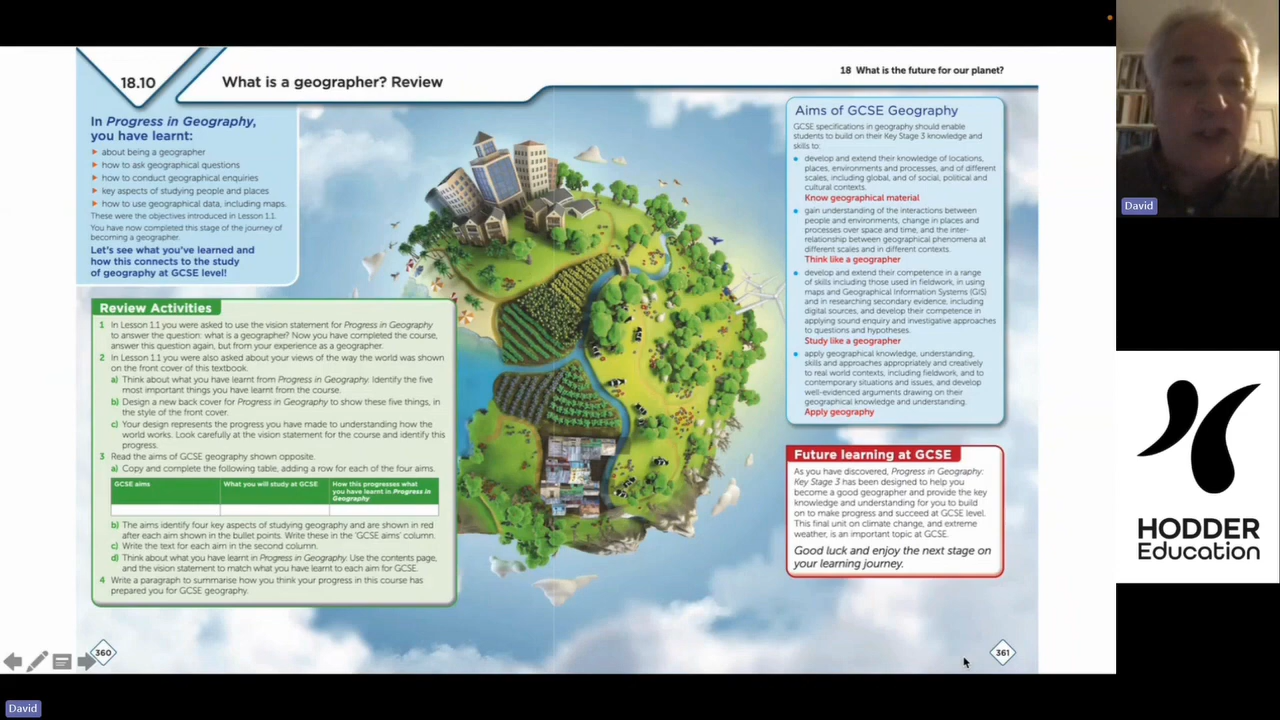 18.10
What is a geographer? Review
18 What is the future for our planet?
In Progress in Geography,
you have learnt:
about being a geographer
how to ask geographical questions
how to conduct geographical enquiries
key aspects of studying people and places
how to use geographical data, including maps.
These were the objectives introduced in Lesson 1.1.
You have now completed this stage of the journey of
becoming a geographer.
Let's see what you've learned and
how this connects to the study
of geography at GCSE level!
Review Activities
1 In Lesson 1.1 you were asked to use the vision statement for Progress in Geography
to answer the question: what is a geographer? Now you have completed the course,
answer this question again, but from your experience as a geographer.
2 In Lesson 1.1 you were also asked about your views of the way the world was shown
on the front cover of this textbook.
a) Think about what you have learnt from Progress in Geography. Identify the five
most important things you have learnt from the course.
b) Design a new back cover for Progress in Geography to show these five things, in
the style of the front cover.
c) Your design represents the progress you have made to understanding how the
world works. Look carefully at the vision statement for the course and identify this
progress.
3 Read the aims of GCSE geography shown opposite.
a) Copy and complete the following table, adding a row for each of the four aims.
GCSE aims
What you will study at GCSE
How this progresses what
you have learnt in Progress in
Geography
b) The aims identify four key aspects of studying geography and are shown in red
after each aim shown in the bullet points. Write these in the 'GCSE aims' column.
c) Write the text for each aim in the second column.
d) Think about what you have learnt in Progress in Geography. Use the contents page,
and the vision statement to match what you have learnt to each aim for GCSE.
4 Write a paragraph to summarise how you think your progress in this course has
prepared you for GCSE geography.
360
Aims of GCSE Geography
GCSE specifications in geography should enable
students to build on their Key Stage 3 knowledge and
skills to:
develop and extend their knowledge of locations,
places, environments and processes, and of different
scales, including global, and of social, political and
cultural contexts.
Know geographical material
gain understanding of the interactions between
people and environments, change in places and
processes over space and time, and the inter-
relationship between geographical phenomena at
different scales and in different contexts.
Think like a geographer
develop and extend their competence in a range
of skills including those used in fieldwork, in using
maps and Geographical Information Systems (GIS)
and in researching secondary evidence, including
digital sources, and develop their competence in
applying sound enquiry and investigative approaches
to questions and hypotheses.
Study like a geographer
apply geographical knowledge, understanding,
skills and approaches appropriately and creatively
to real world contexts, including fieldwork, and to
contemporary situations and issues, and develop
well-evidenced arguments drawing on their
geographical knowledge and understanding.
Apply geography
Future learning at GCSE
As you have discovered, Progress in Geography:
Key Stage 3 has been designed to help you
become a good geographer and provide the key
knowledge and understanding for you to build
on to make progress and succeed at GCSE level.
This final unit on climate change, and extreme
weather, is an important topic at GCSE.
Good luck and enjoy the next stage on
your learning journey.
361
David
HODDER
Education
David